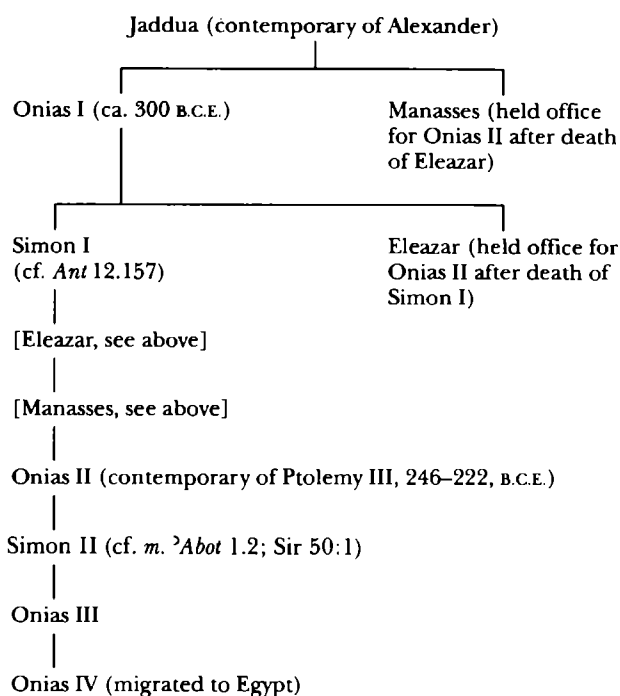 Jaddua (contemporary of Alexander)
Onias I (ca. 300 B.C.E.)
Manasses (held office
for Onias II after death
of Eleazar)
Simon I
(cf. Ant 12.157)
Eleazar (held office for
Onias II after death of
Simon I)
[Eleazar, see above]
[Manasses, see above]
Onias II (contemporary of Ptolemy III, 246–222, B.C.E.)
Simon II (cf. m. ʾAbot 1.2; Sir 50:1)
Onias III
Onias IV (migrated to Egypt)